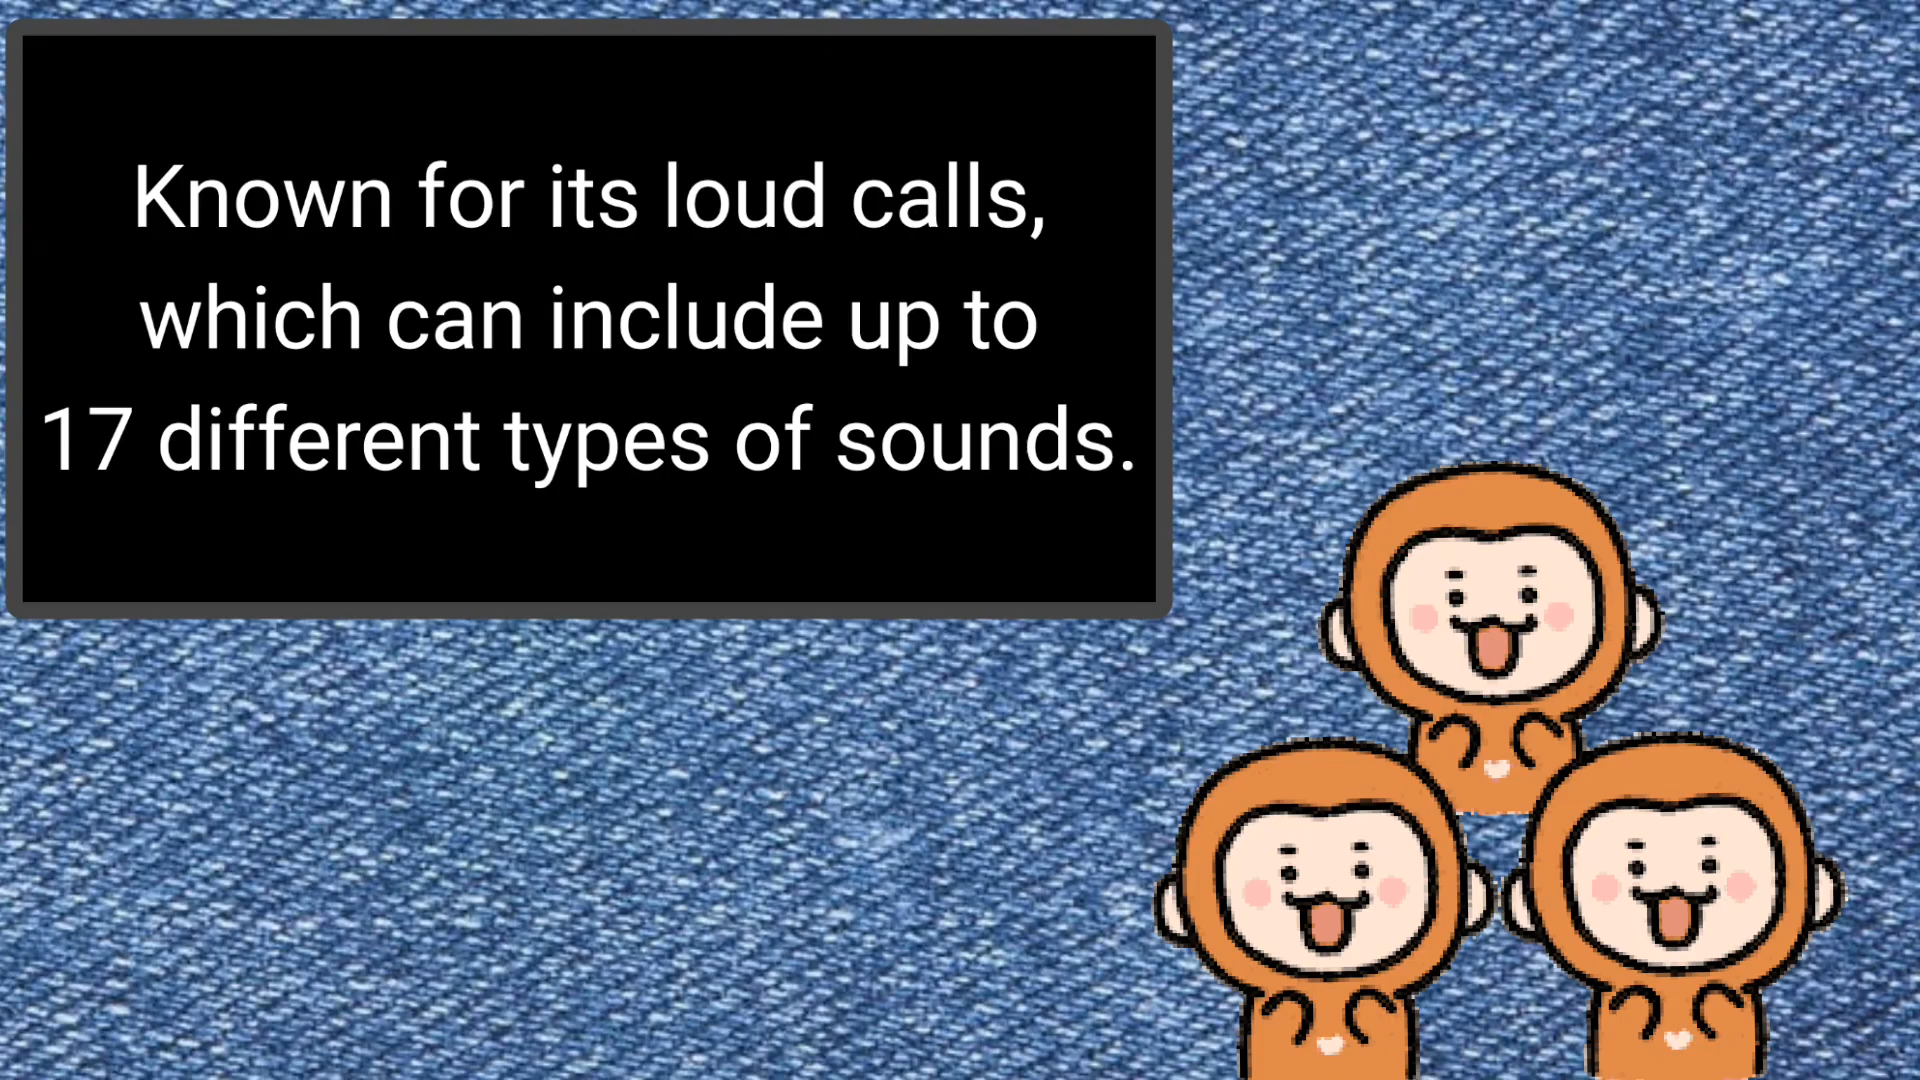 Known for its loud calls,
which can include up to
17 different types of sounds.